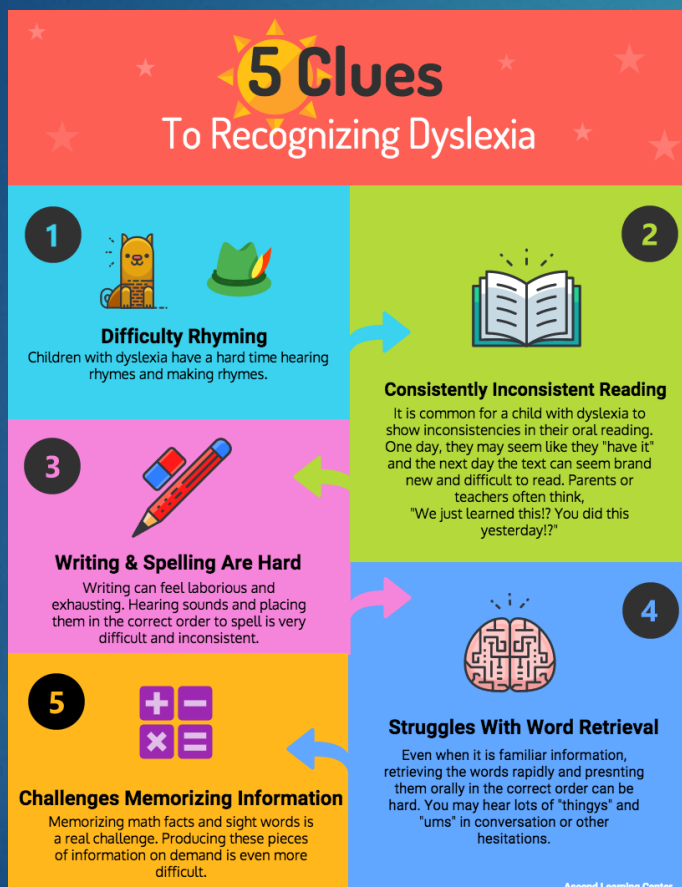 5 Clues
To Recognizing Dyslexia
1
Difficulty Rhyming
Children with dyslexia have a hard time hearing
rhymes and making rhymes.
2
Consistently Inconsistent Reading
It is common for a child with dyslexia to
show inconsistencies in their oral reading.
One day, they may seem like they "have it"
and the next day the text can seem brand
new and difficult to read. Parents or
teachers often think,
"We just learned this!? You did this
yesterday!?"
3
Writing & Spelling Are Hard
Writing can feel laborious and
exhausting. Hearing sounds and placing
them in the correct order to spell is very
difficult and inconsistent.
4
Struggles With Word Retrieval
Even when it is familiar information,
retrieving the words rapidly and presnting
them orally in the correct order can be
hard. You may hear lots of "thingys" and
"ums" in conversation or other
hesitations.
5
Challenges Memorizing Information
Memorizing math facts and sight words is
a real challenge. Producing these pieces
of information on demand is even more
difficult.
Ascend Learning Center